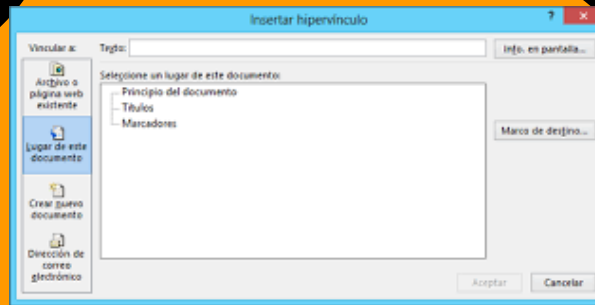 Insertar hipervínculo
?
Vincular a:
Texto:
Info. en pantalla...
Archivo o
página web
existente
Seleccione un lugar de este documento:
Principio del documento
Títulos
Marcadores
Lugar de este
documento
Marco de destino...
Crear nuevo
documento
Dirección de
correo
electrónico
Aceptar
Cancelar